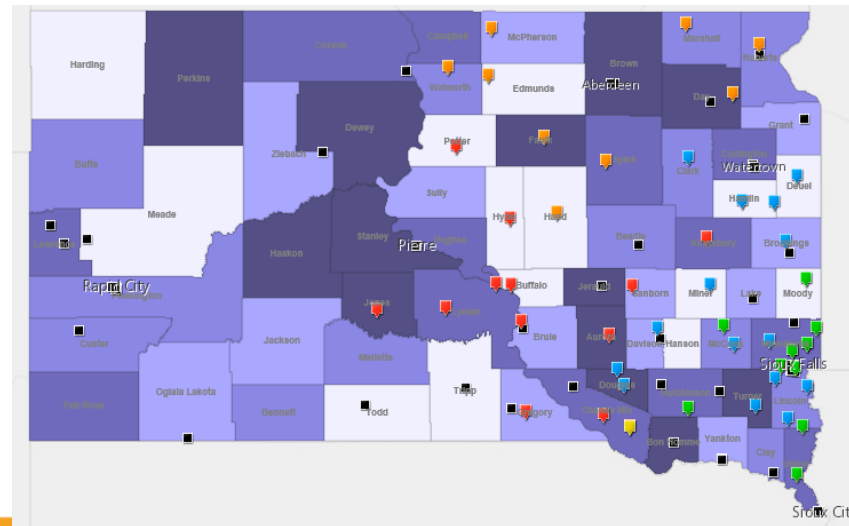 Harding
Perkins
Corson
Campbell
McPherson
Brown
Marshall
Roberts
Walworth
Edmunds
Aberdeen
Day
Grant
Butte
Ziebach
Dewey
Potter
Faulk
Spink
Clark
Codington
Watertown
Deuel
Hamlin
Meade
Sully
Hyde
Hand
Lawrence
Haakon
Stanley
Hughes
Pierre
Beadle
Kingsbury
Brookings
Rapid City
Pennington
Jones
Lyman
Buffalo
Jerauld
Sanborn
Miner
Lake
Moody
Custer
Jackson
Mellette
Brule
Aurora
Davison
Hanson
McCook
Sioux Falls
Fall River
Oglala Lakota
Bennett
Todd
Tripp
Gregory
Charles Mix
Douglas
Hutchinson
Turner
Lincoln
Bon Homme
Yankton
Clay
Sioux Cit